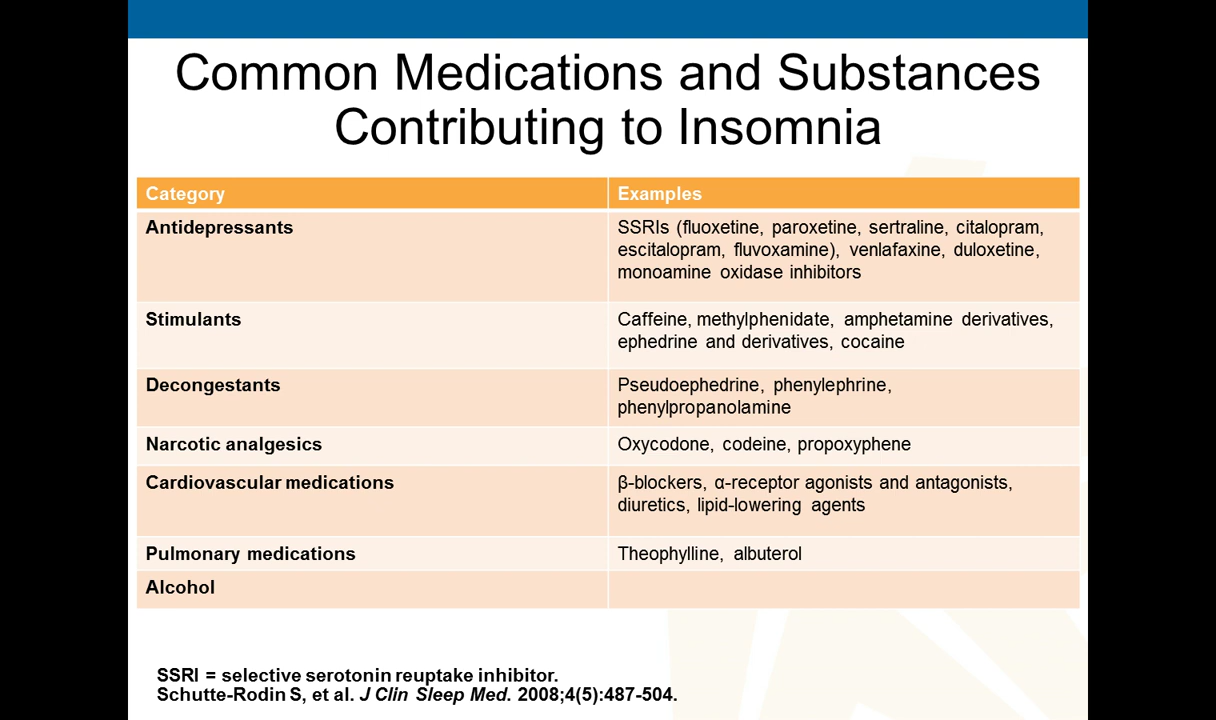 Common Medications and Substances
Contributing to Insomnia
Category
Examples
Antidepressants
SSRIs (fluoxetine, paroxetine, sertraline, citalopram,
escitalopram, fluvoxamine), venlafaxine, duloxetine,
monoamine oxidase inhibitors
Stimulants
Caffeine, methylphenidate, amphetamine derivatives,
ephedrine and derivatives, cocaine
Decongestants
Pseudoephedrine, phenylephrine,
phenylpropanolamine
Narcotic analgesics
Oxycodone, codeine, propoxyphene
Cardiovascular medications
β-blockers, α-receptor agonists and antagonists,
diuretics, lipid-lowering agents
Pulmonary medications
Theophylline, albuterol
Alcohol
SSRI = selective serotonin reuptake inhibitor.
Schutte-Rodin S, et al. J Clin Sleep Med. 2008;4(5):487-504.